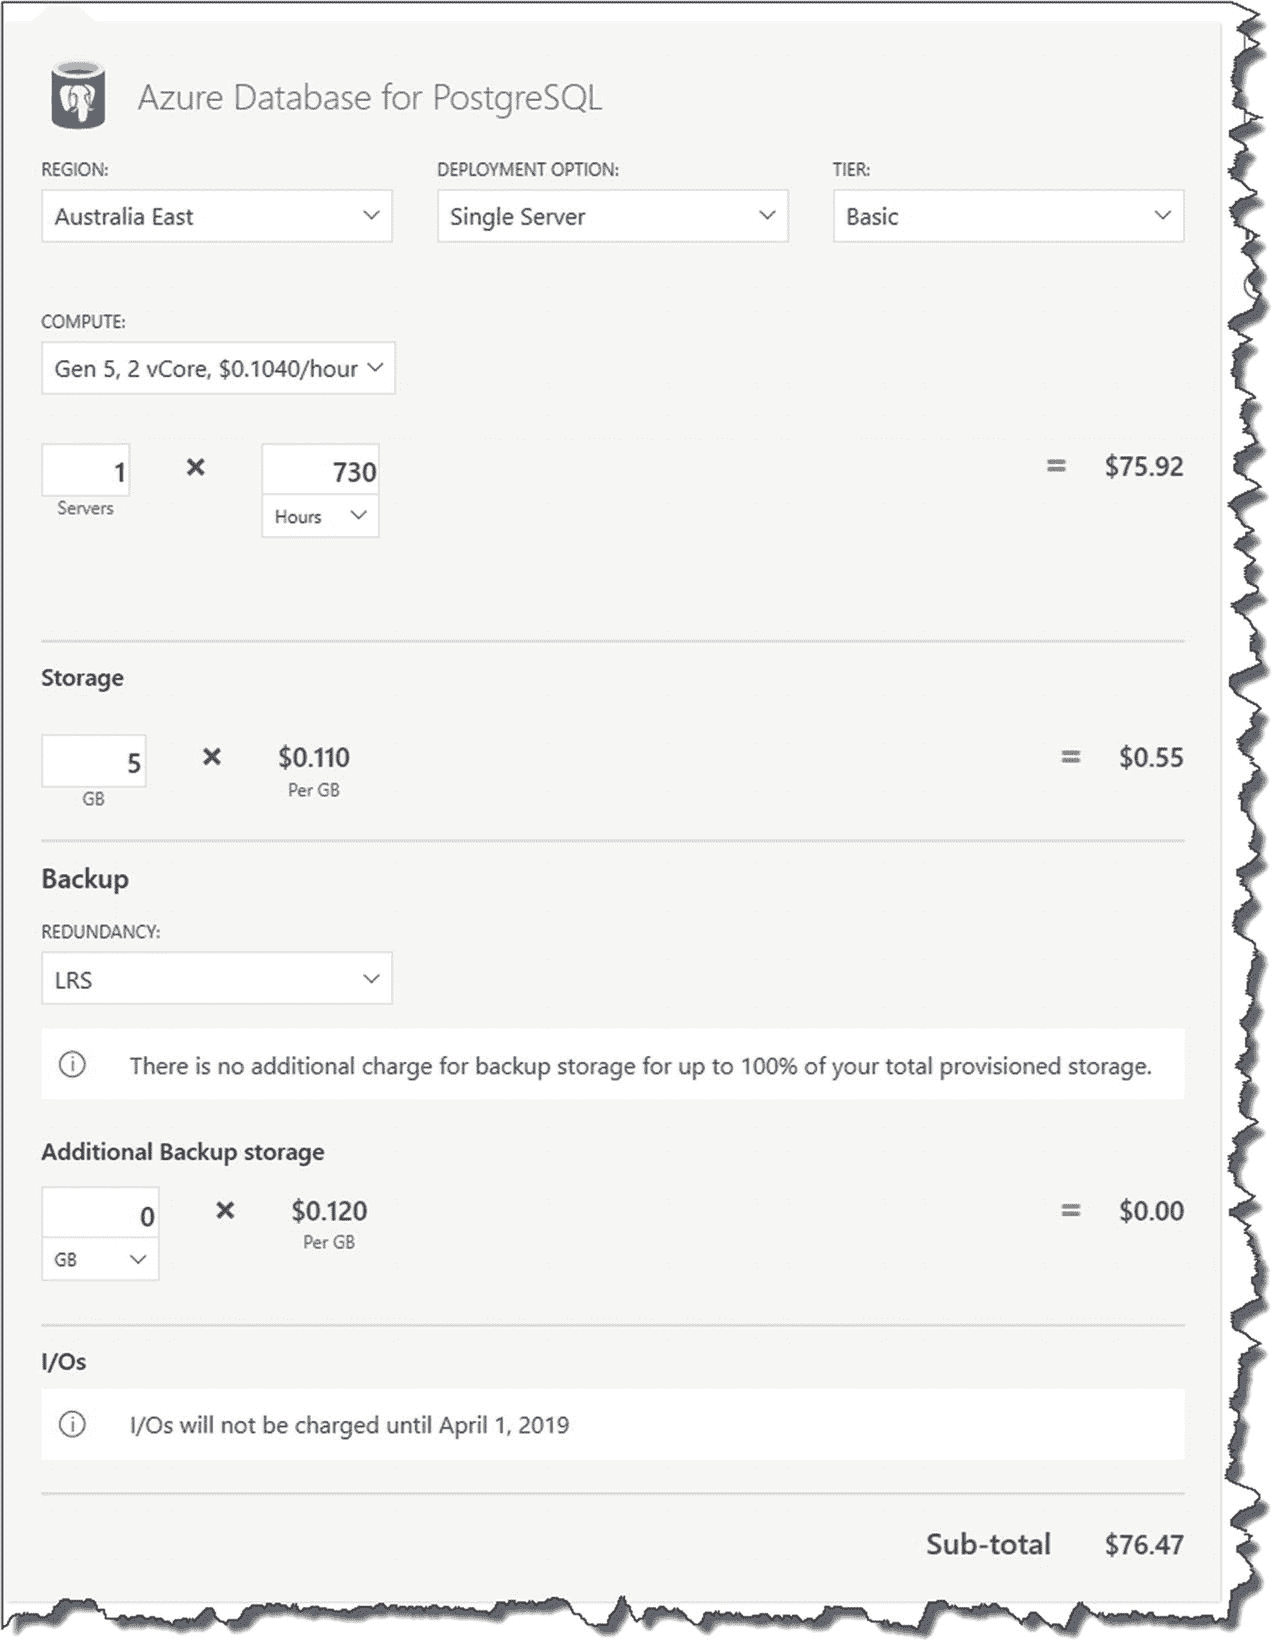 Azure Database for PostgreSQL
REGION: DEPLOYMENT OPTION: TIER:
Australia East Single Server Basic
COMPUTE:
Gen 5, 2 vCore, $0.1040/hour
1 × 730 = $75.92
Servers Hours
Storage
5 × $0.110 = $0.55
GB Per GB
Backup
REDUNDANCY:
LRS
There is no additional charge for backup storage for up to 100% of your total provisioned storage.
Additional Backup storage
0 × $0.120 = $0.00
GB Per GB
I/Os
I/Os will not be charged until April 1, 2019
Sub-total $76.47